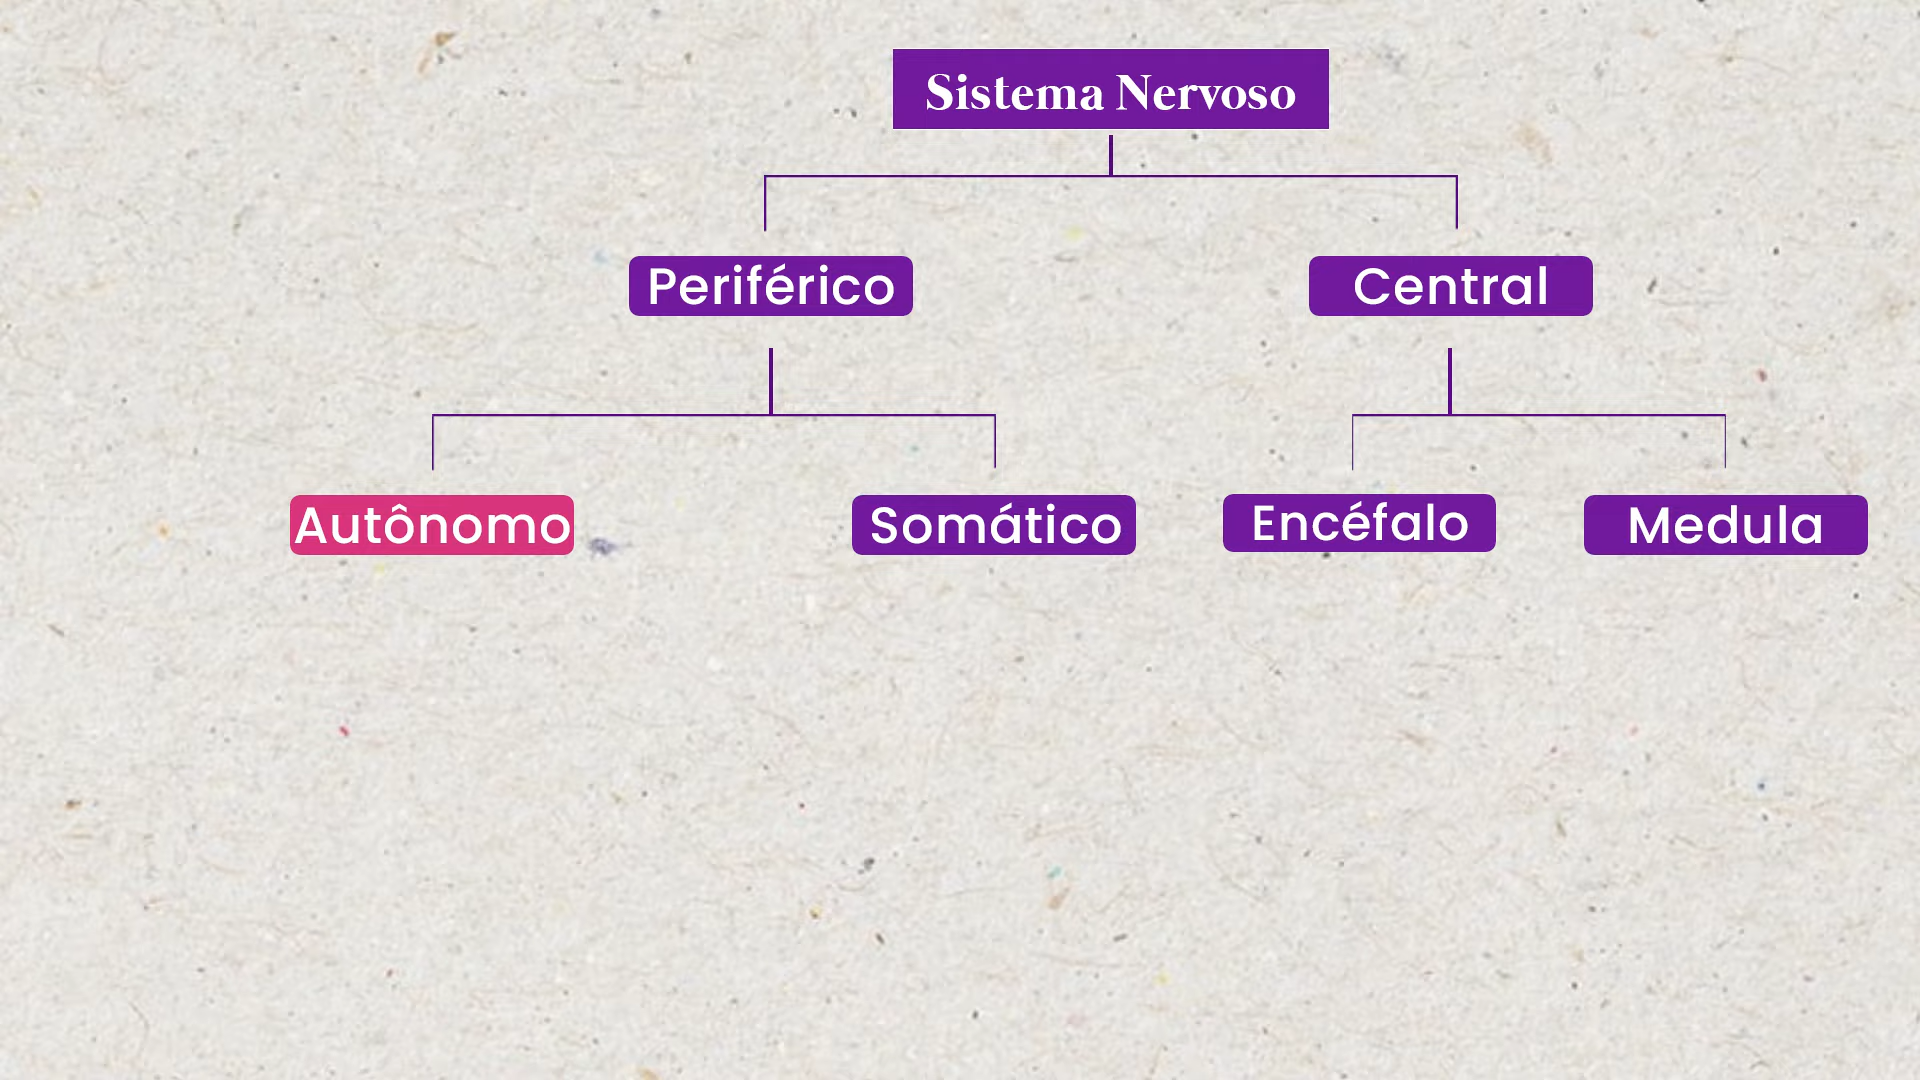 Sistema Nervoso
Periférico
Central
Autônomo
Somático
Encéfalo
Medula